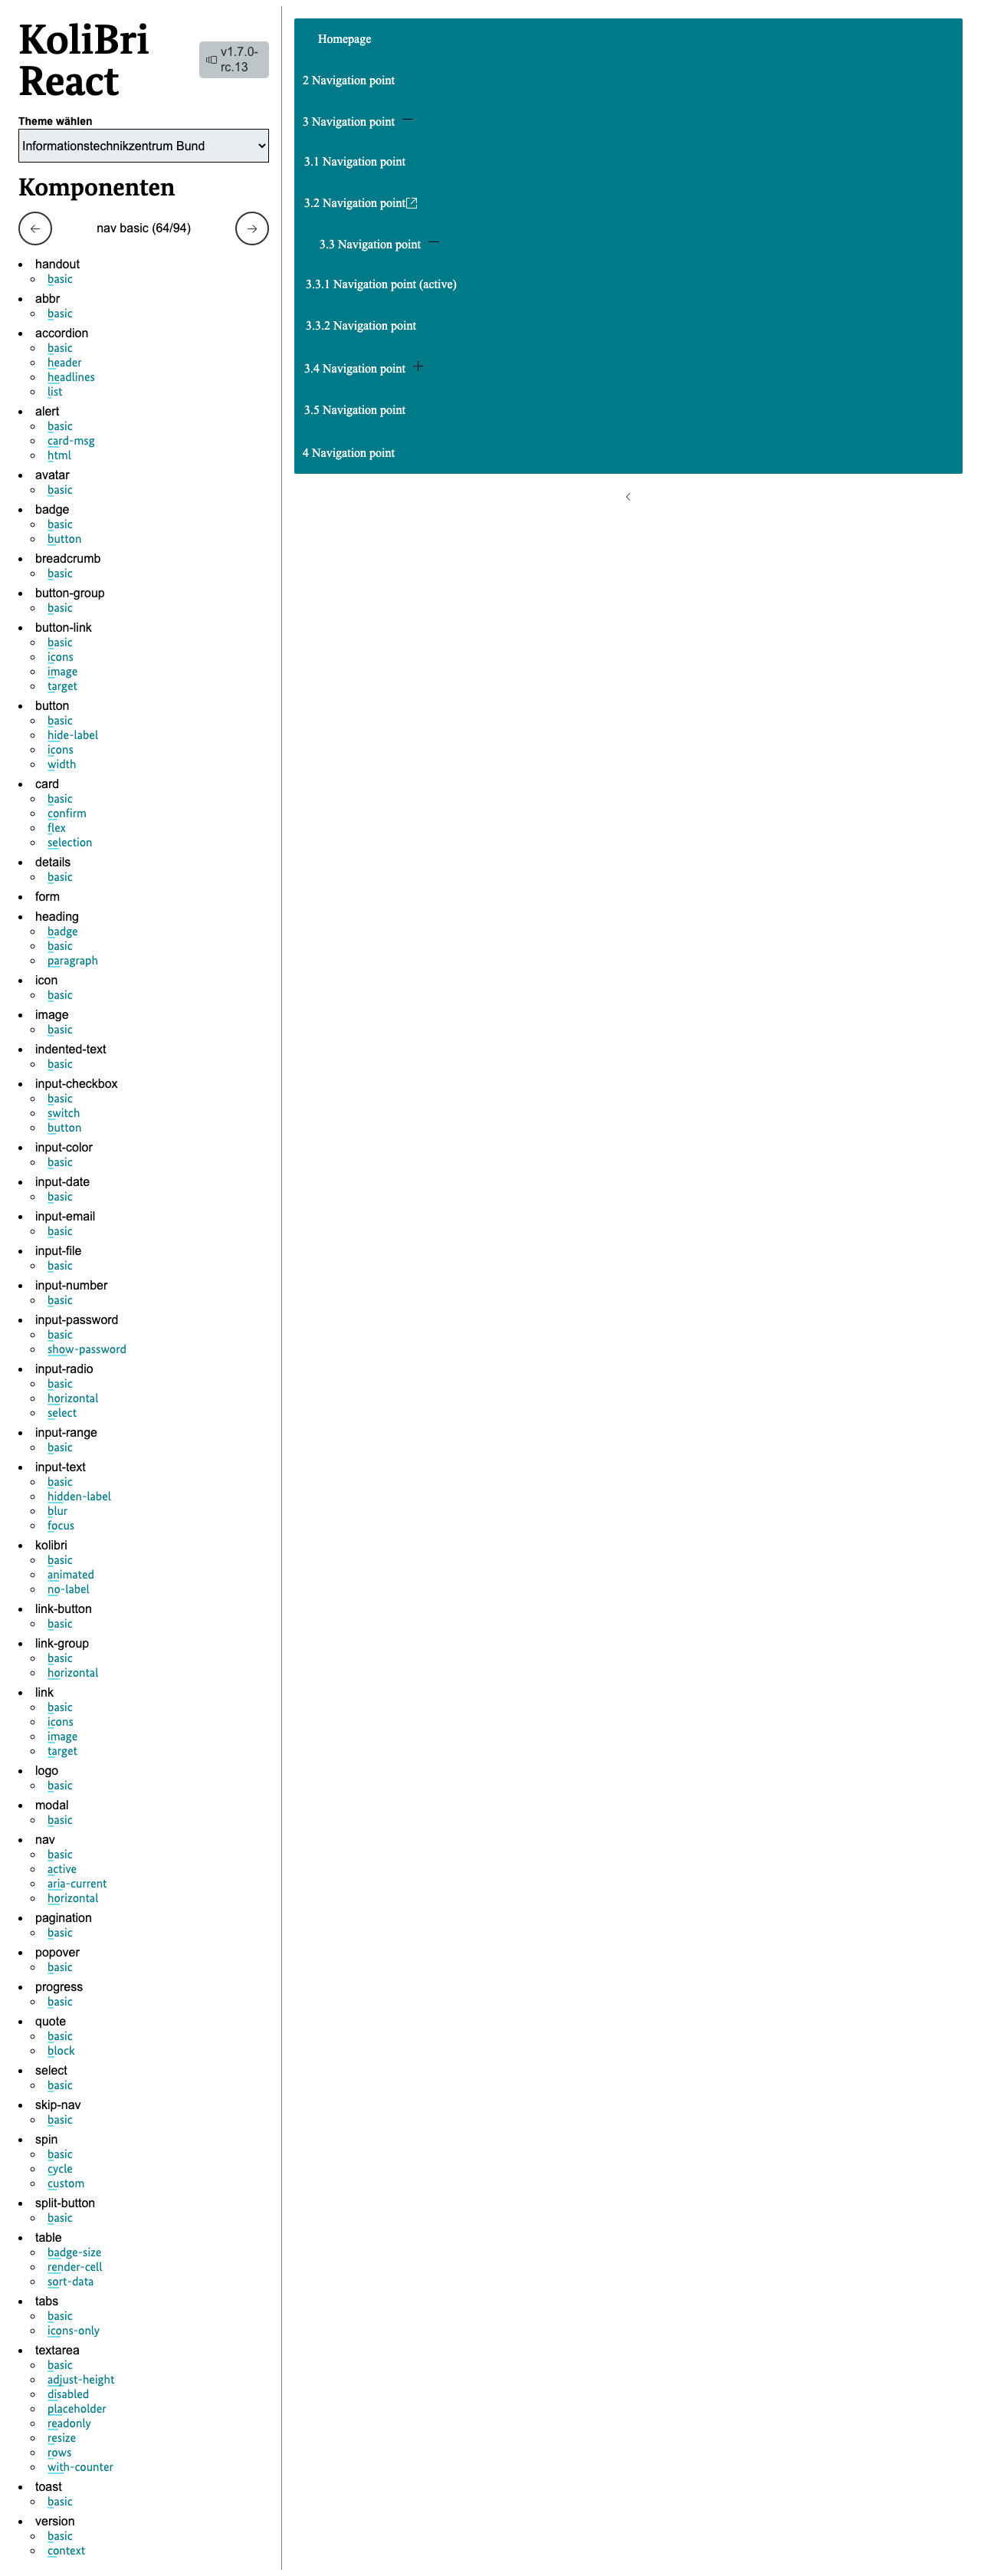 KoliBri
React
v1.7.0-
rc.13
Theme wählen
Informationstechnikzentrum Bund
Komponenten
nav basic (64/94)
handout
basic
abbr
basic
accordion
basic
header
headlines
list
alert
basic
card-msg
html
avatar
basic
badge
basic
button
breadcrumb
basic
button-group
basic
button-link
basic
icons
image
target
button
basic
hide-label
icons
width
card
basic
confirm
flex
selection
details
basic
form
heading
badge
basic
paragraph
icon
basic
image
basic
indented-text
basic
input-checkbox
basic
switch
button
input-color
basic
input-date
basic
input-email
basic
input-file
basic
input-number
basic
input-password
basic
show-password
input-radio
basic
horizontal
select
input-range
basic
input-text
basic
hidden-label
blur
focus
kolibri
basic
animated
no-label
link-button
basic
link-group
basic
horizontal
link
basic
icons
image
target
logo
basic
modal
basic
nav
basic
active
aria-current
horizontal
pagination
basic
popover
basic
progress
basic
quote
basic
block
select
basic
skip-nav
basic
spin
basic
cycle
custom
split-button
basic
table
badge-size
render-cell
sort-data
tabs
basic
icons-only
textarea
basic
adjust-height
disabled
placeholder
readonly
resize
rows
with-counter
toast
basic
version
basic
context
Homepage
2 Navigation point
3 Navigation point
3.1 Navigation point
3.2 Navigation point
3.3 Navigation point
3.3.1 Navigation point (active)
3.3.2 Navigation point
3.4 Navigation point
3.5 Navigation point
4 Navigation point